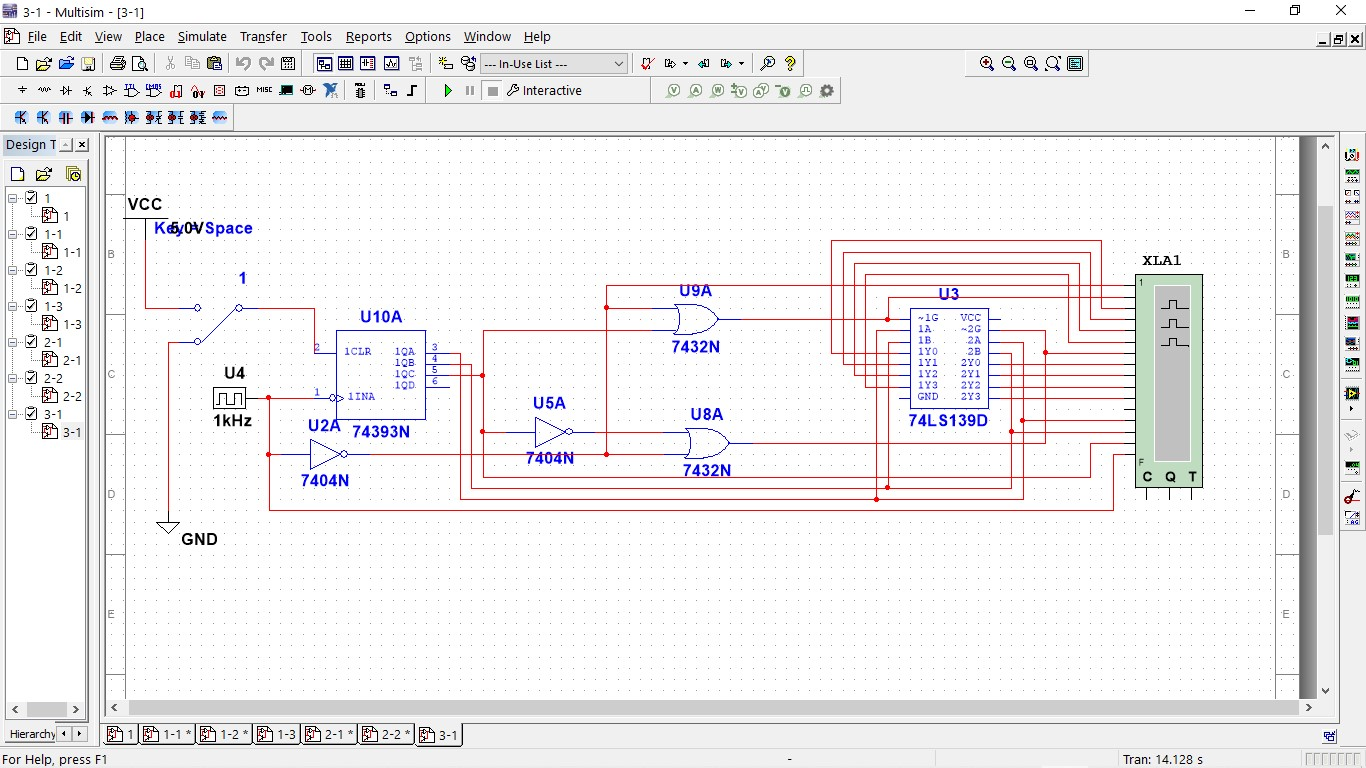 3-1 - Multisim - [3-1]
File Edit View Place Simulate Transfer Tools Reports Options Window Help
--- In-Use List ---
Interactive
Design T
1
1
1-1
1-1
1-2
1-2
1-3
1-3
2-1
2-1
2-2
2-2
3-1
3-1
Hierarchy
VCC
5.0V
Key = Space
1
B
B
C
C
D
D
E
E
U10A
2
1CLR
1QA 3
1QB 4
1QC 5
1QD 6
1
1INA
74393N
U4
1kHz
U2A
7404N
GND
U5A
7404N
U9A
7432N
U8A
7432N
U3
~1G VCC
1A ~2G
1B 2A
1Y0 2B
1Y1 2Y0
1Y2 2Y1
1Y3 2Y2
GND 2Y3
74LS139D
XLA1
1
F
C Q T
1 1-1 * 1-2 * 1-3 2-1 * 2-2 * 3-1
For Help, press F1
-
Tran: 14.128 s